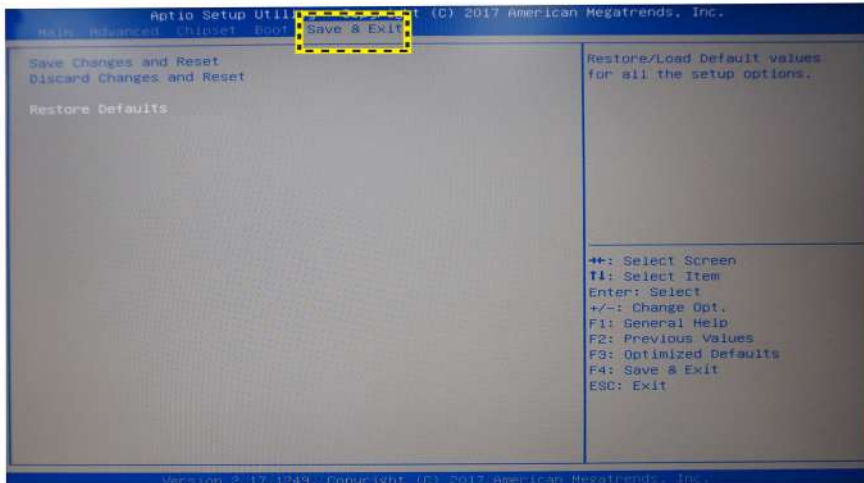 Aptio Setup Utility - Copyright (C) 2017 American Megatrends, Inc.
Main Advanced Chipset Boot Save & Exit
Save Changes and Reset
Discard Changes and Reset
Restore Defaults
Restore/Load Default values
for all the setup options.
: Select Screen
↑↓: Select Item
Enter: Select
+/-: Change Opt.
F1: General Help
F2: Previous Values
F3: Optimized Defaults
F4: Save & Exit
ESC: Exit
Version 2.17.1249. Copyright (C) 2017 American Megatrends, Inc.